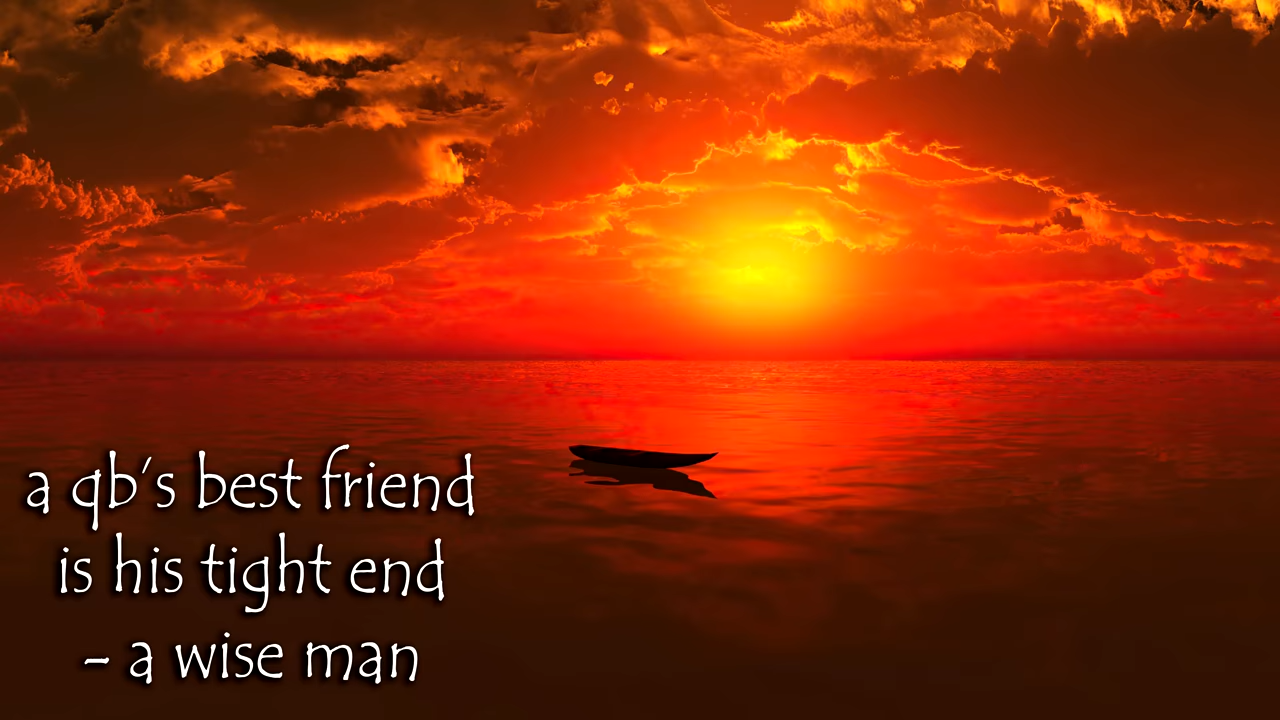 a qb's best friend
is his tight end
- a wise man